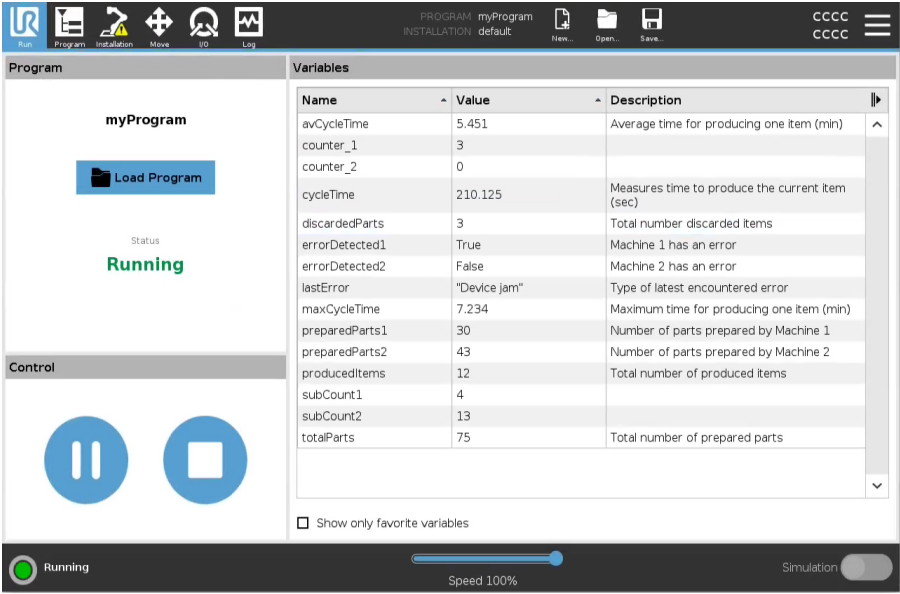 UR
Run
Program
Installation
Move
I/O
Log
PROGRAM myProgram
INSTALLATION default
New...
Open...
Save...
CCCC
CCCC
Program
myProgram
Load Program
Status
Running
Control
Variables
Name Value Description
avCycleTime 5.451 Average time for producing one item (min)
counter_1 3
counter_2 0
cycleTime 210.125 Measures time to produce the current item
(sec)
discardedParts 3 Total number discarded items
errorDetected1 True Machine 1 has an error
errorDetected2 False Machine 2 has an error
lastError "Device jam" Type of latest encountered error
maxCycleTime 7.234 Maximum time for producing one item (min)
preparedParts1 30 Number of parts prepared by Machine 1
preparedParts2 43 Number of parts prepared by Machine 2
producedItems 12 Total number of produced items
subCount1 4
subCount2 13
totalParts 75 Total number of prepared parts
Show only favorite variables
Running
Speed 100%
Simulation